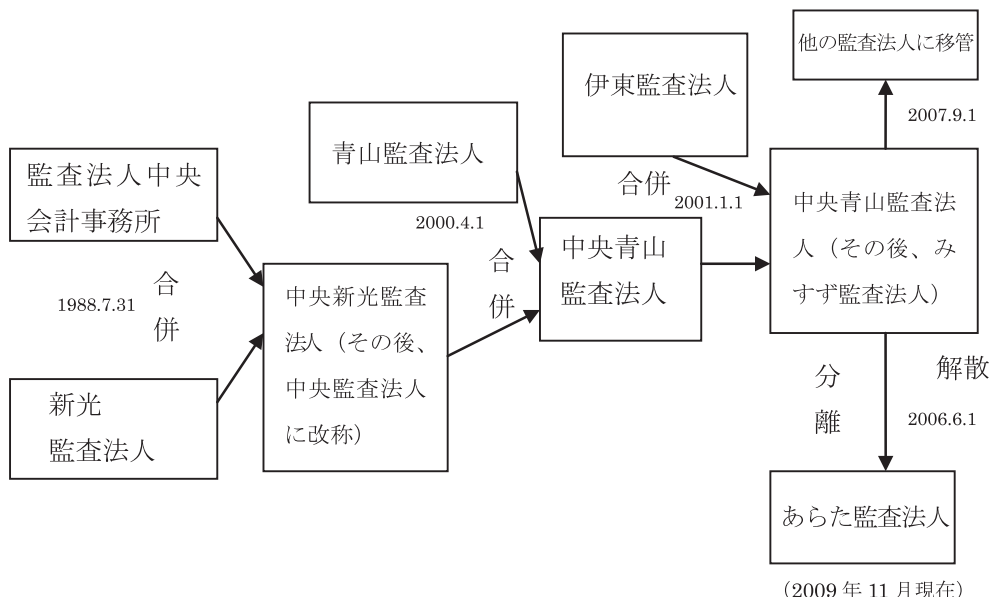 他の監査法人に移管
2007.9.1
伊東監査法人
合併
2001.1.1
青山監査法人
2000.4.1
合
併
監査法人中央
会計事務所
1988.7.31
合
併
新光
監査法人
中央新光監査
法人（その後、
中央監査法人
に改称）
中央青山
監査法人
中央青山監査法
人（その後、み
すず監査法人）
分
離
解散
2006.6.1
あらた監査法人
（2009 年 11 月現在）